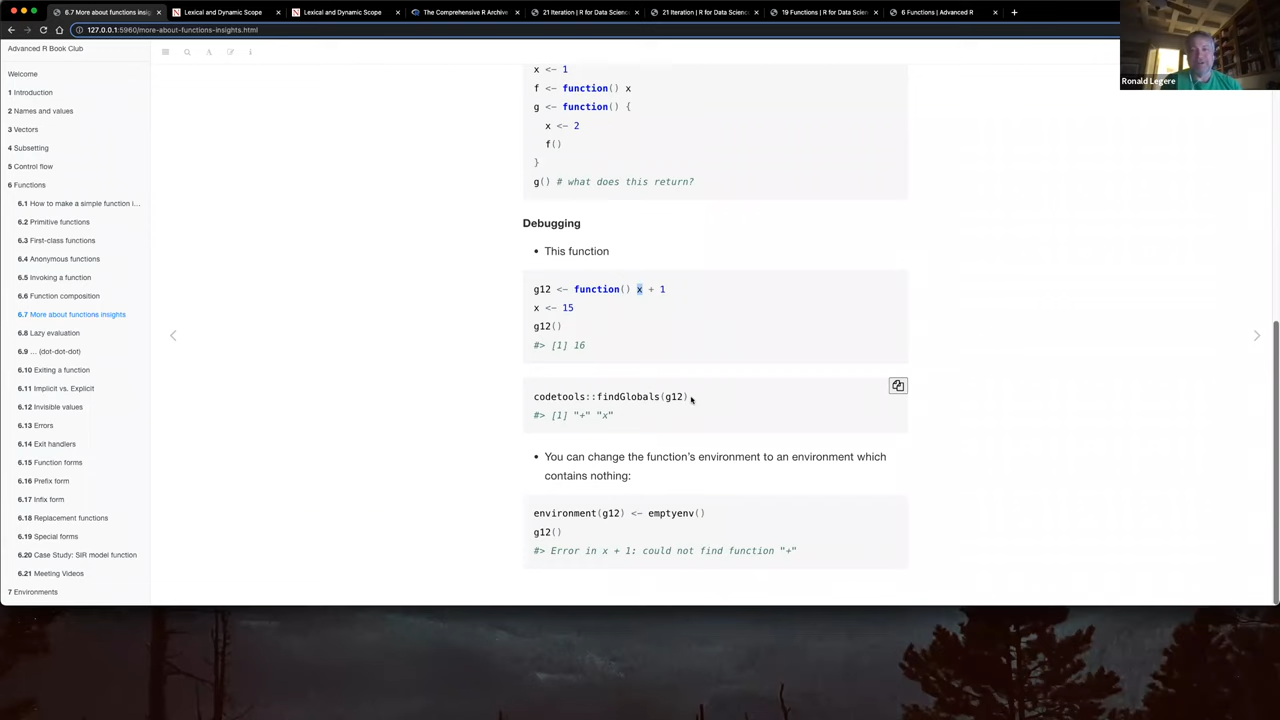 6.7 More about functions insig
Lexical and Dynamic Scope
Lexical and Dynamic Scope
The Comprehensive R Archive
21 Iteration | R for Data Science
21 Iteration | R for Data Science
19 Functions | R for Data Science
6 Functions | Advanced R
127.0.0.1:5960/more-about-functions-insights.html
Ronald Legere
Advanced R Book Club
Welcome
1 Introduction
2 Names and values
3 Vectors
4 Subsetting
5 Control flow
6 Functions
6.1 How to make a simple function i...
6.2 Primitive functions
6.3 First-class functions
6.4 Anonymous functions
6.5 Invoking a function
6.6 Function composition
6.7 More about functions insights
6.8 Lazy evaluation
6.9 ... (dot-dot-dot)
6.10 Exiting a function
6.11 Implicit vs. Explicit
6.12 Invisible values
6.13 Errors
6.14 Exit handlers
6.15 Function forms
6.16 Prefix form
6.17 Infix form
6.18 Replacement functions
6.19 Special forms
6.20 Case Study: SIR model function
6.21 Meeting Videos
7 Environments
x <- 1
f <- function() x
g <- function() {
x <- 2
f()
}
g() # what does this return?
Debugging
• This function
g12 <- function() x + 1
x <- 15
g12()
#> [1] 16
codetools::findGlobals(g12)
#> [1] "+" "x"
• You can change the function's environment to an environment which
contains nothing:
environment(g12) <- emptyenv()
g12()
#> Error in x + 1: could not find function "+"